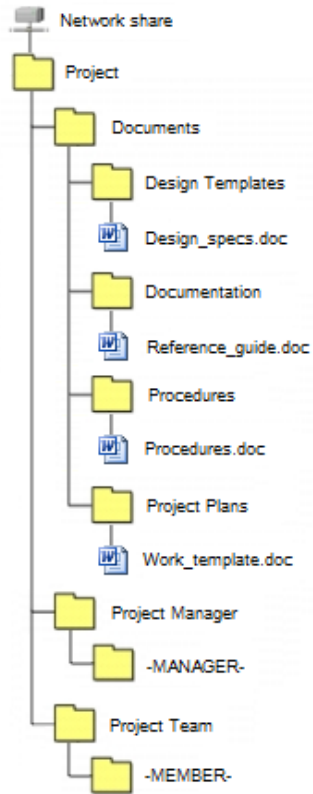 Network share
Project
Documents
Design Templates
Design_specs.doc
Documentation
Reference_guide.doc
Procedures
Procedures.doc
Project Plans
Work_template.doc
Project Manager
-MANAGER-
Project Team
-MEMBER-